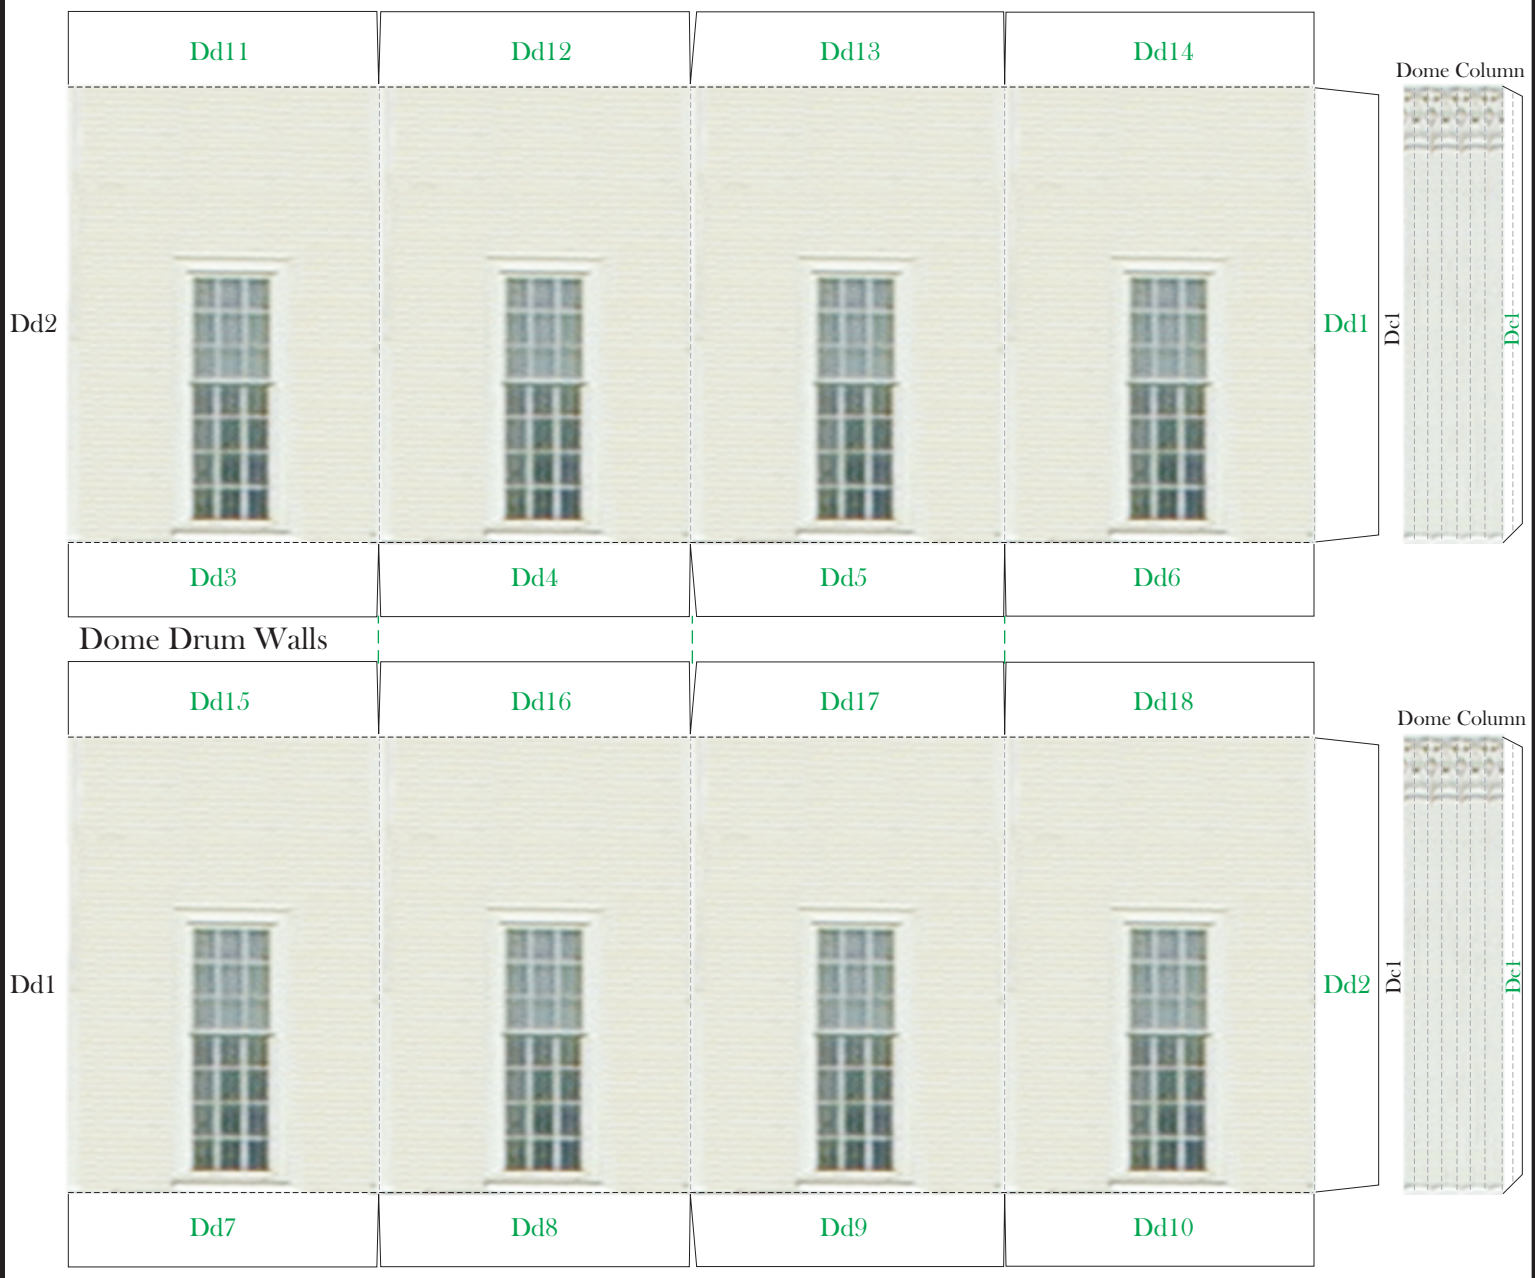 Dd11 Dd12 Dd13 Dd14
Dome Column
Dd2 Dd1 Dc1 Dc1
Dd3 Dd4 Dd5 Dd6
Dome Drum Walls
Dd15 Dd16 Dd17 Dd18
Dome Column
Dd1 Dd2 Dc1 Dc1
Dd7 Dd8 Dd9 Dd10